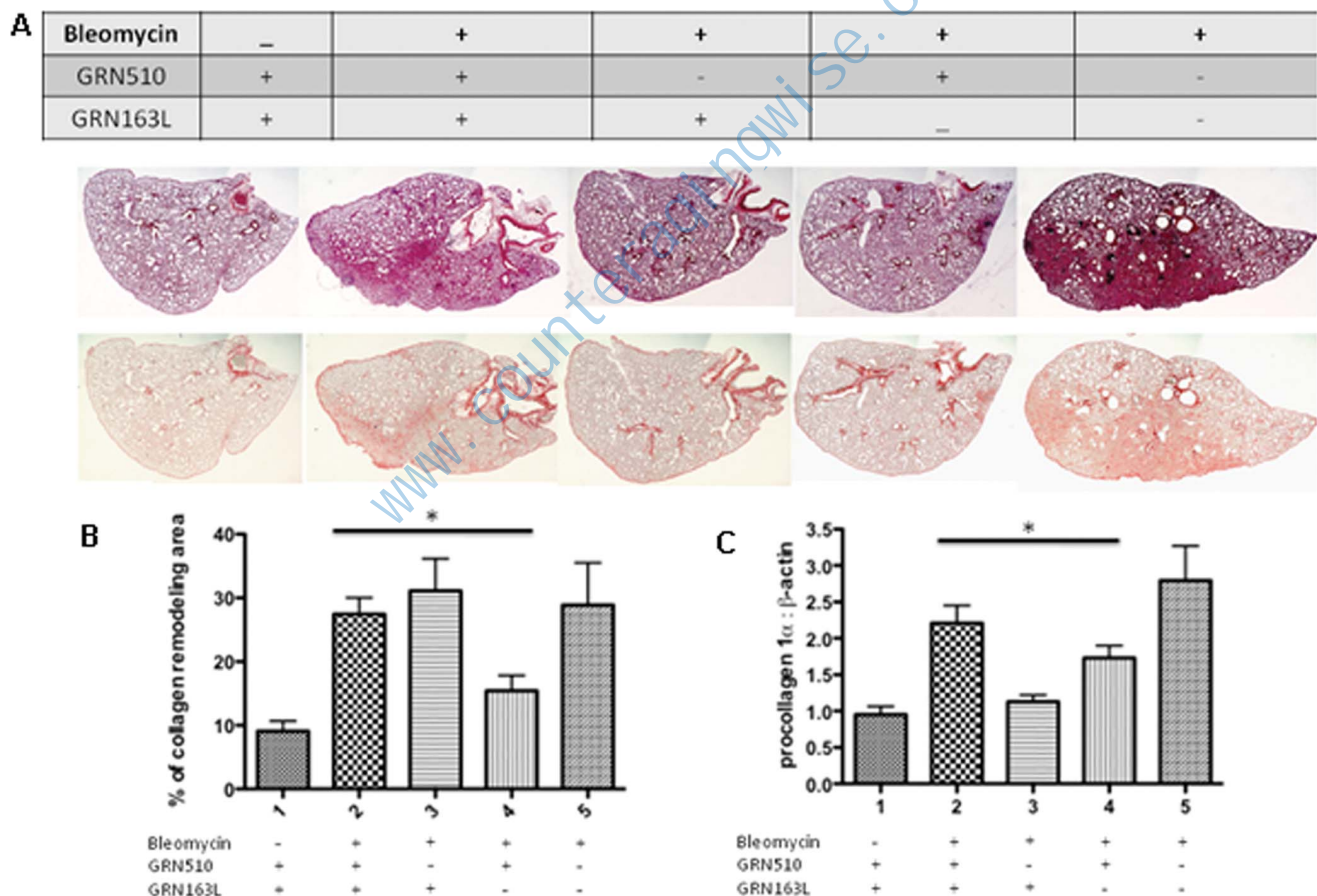 A
Bleomycin _ + + + +
GRN510 + + - + -
GRN163L + + + _ -
www.counteraqingwise.c
B
% of collagen remodeling area
40
30
20
10
0
*
1 2 3 4 5
Bleomycin - + + + +
GRN510 + + - + -
GRN163L + + + - -
C
procollagen 1α : β-actin
3.5
3.0
2.5
2.0
1.5
1.0
0.5
0.0
*
1 2 3 4 5
Bleomycin - + + + +
GRN510 + + - + -
GRN163L + + + - -